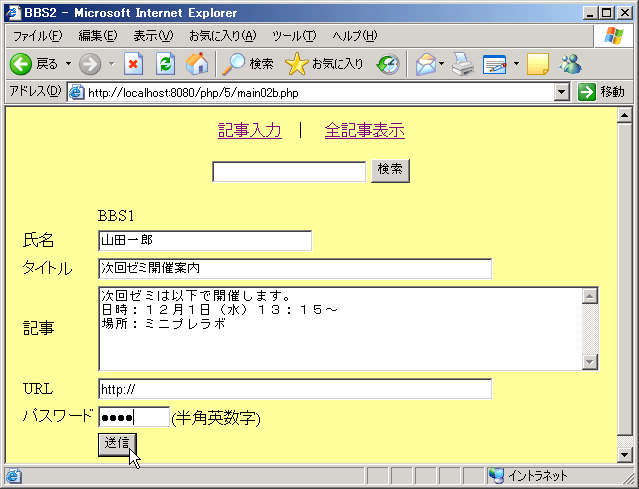 BBS2 - Microsoft Internet Explorer
ファイル(F) 編集(E) 表示(V) お気に入り(A) ツール(T) ヘルプ(H)
戻る 検索 お気に入り
アドレス(D) http://localhost:8080/php/5/main02b.php 移動
記事入力 | 全記事表示
検索
BBS1
氏名 山田一郎
タイトル 次回ゼミ開催案内
記事 次回ゼミは以下で開催します。
日時：１２月１日（水）１３：１５～
場所：ミニプレラボ
URL http://
パスワード ●●●● (半角英数字)
送信
イントラネット